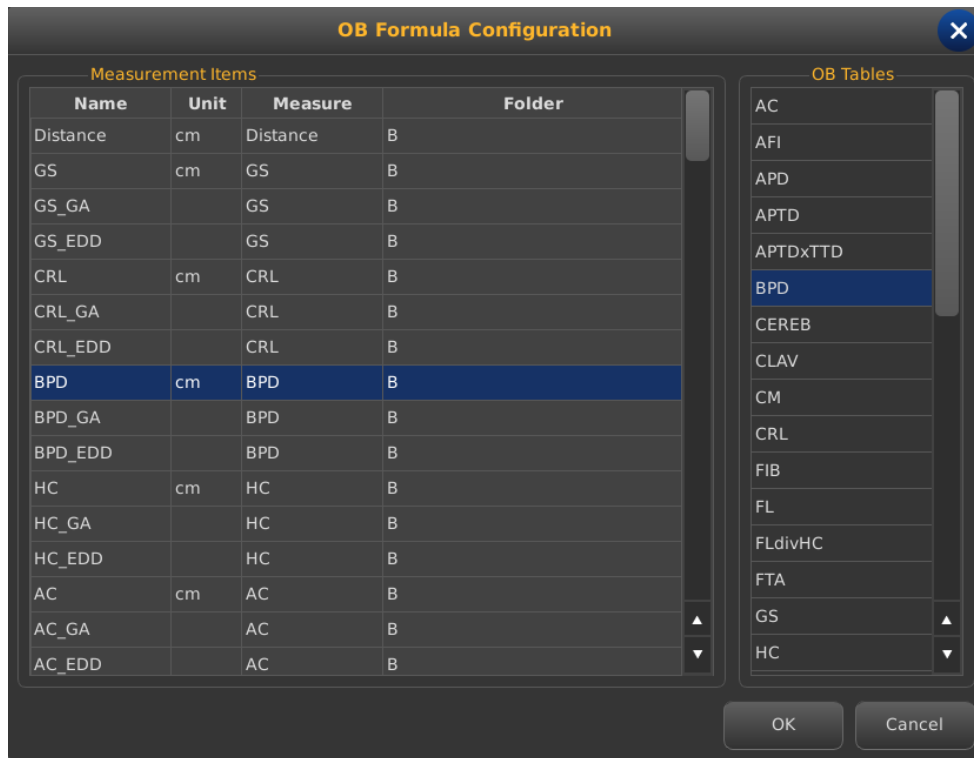 OB Formula Configuration
Measurement Items
Name Unit Measure Folder
Distance cm Distance B
GS cm GS B
GS_GA GS B
GS_EDD GS B
CRL cm CRL B
CRL_GA CRL B
CRL_EDD CRL B
BPD cm BPD B
BPD_GA BPD B
BPD_EDD BPD B
HC cm HC B
HC_GA HC B
HC_EDD HC B
AC cm AC B
AC_GA AC B
AC_EDD AC B
OB Tables
AC
AFI
APD
APTD
APTDxTTD
BPD
CEREB
CLAV
CM
CRL
FIB
FL
FLdivHC
FTA
GS
HC
OK Cancel